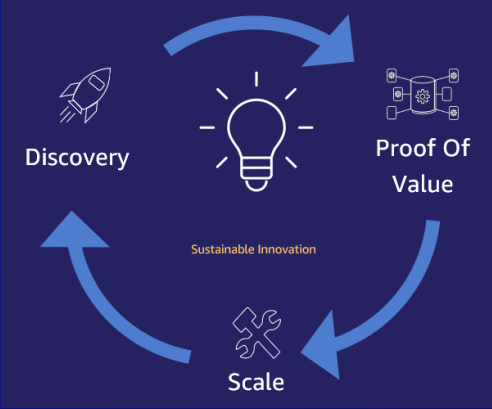 Discovery
Proof Of
Value
Sustainable Innovation
Scale